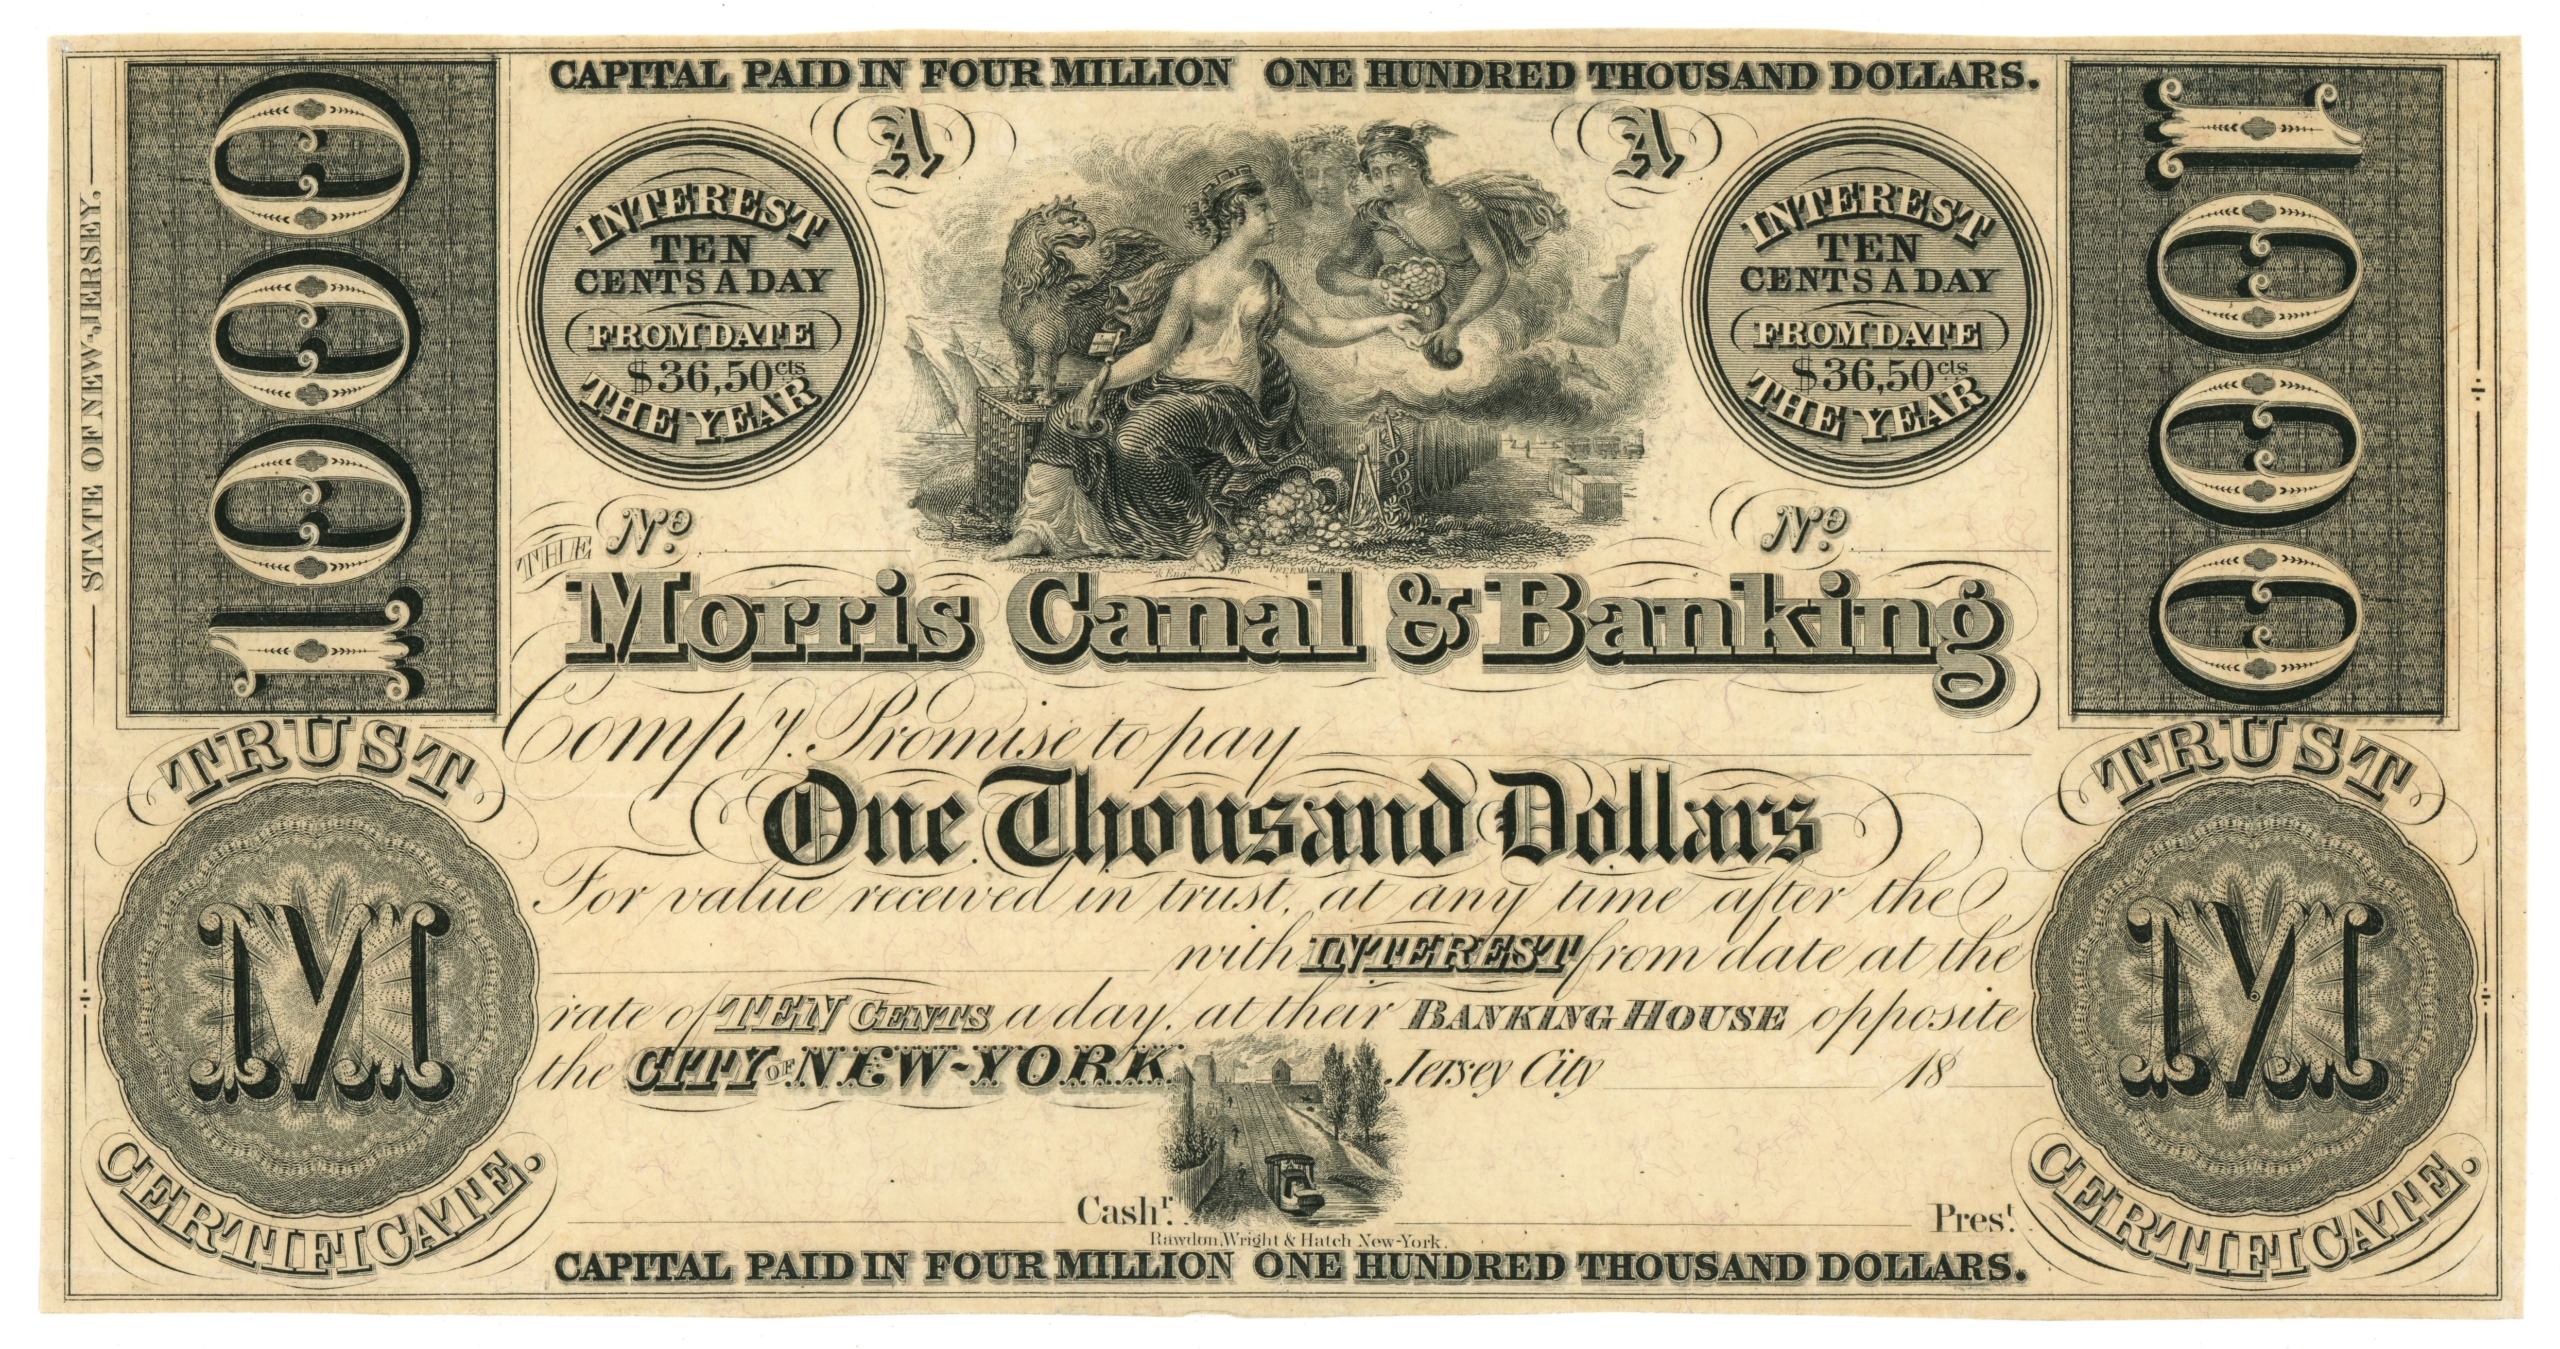 CAPITAL PAID IN FOUR MILLION ONE HUNDRED THOUSAND DOLLARS.
STATE OF NEW-JERSEY.
1000
A
A
1000
INTEREST
TEN
CENTS A DAY
FROM DATE
$36,50 cts
THE YEAR
INTEREST
TEN
CENTS A DAY
FROM DATE
$36,50 cts
THE YEAR
No.
No.
THE
Morris Canal & Banking
Compy. Promise to pay
One Thousand Dollars
For value received in trust, at any time after the
with INTEREST from date at the
rate of TEN CENTS a day, at their BANKING HOUSE opposite
the CITY OF NEW-YORK. Jersey City 18
Cashr. Prest.
Rawdon, Wright & Hatch New-York.
CAPITAL PAID IN FOUR MILLION ONE HUNDRED THOUSAND DOLLARS.
TRUST
M
CERTIFICATE.
TRUST
M
CERTIFICATE.